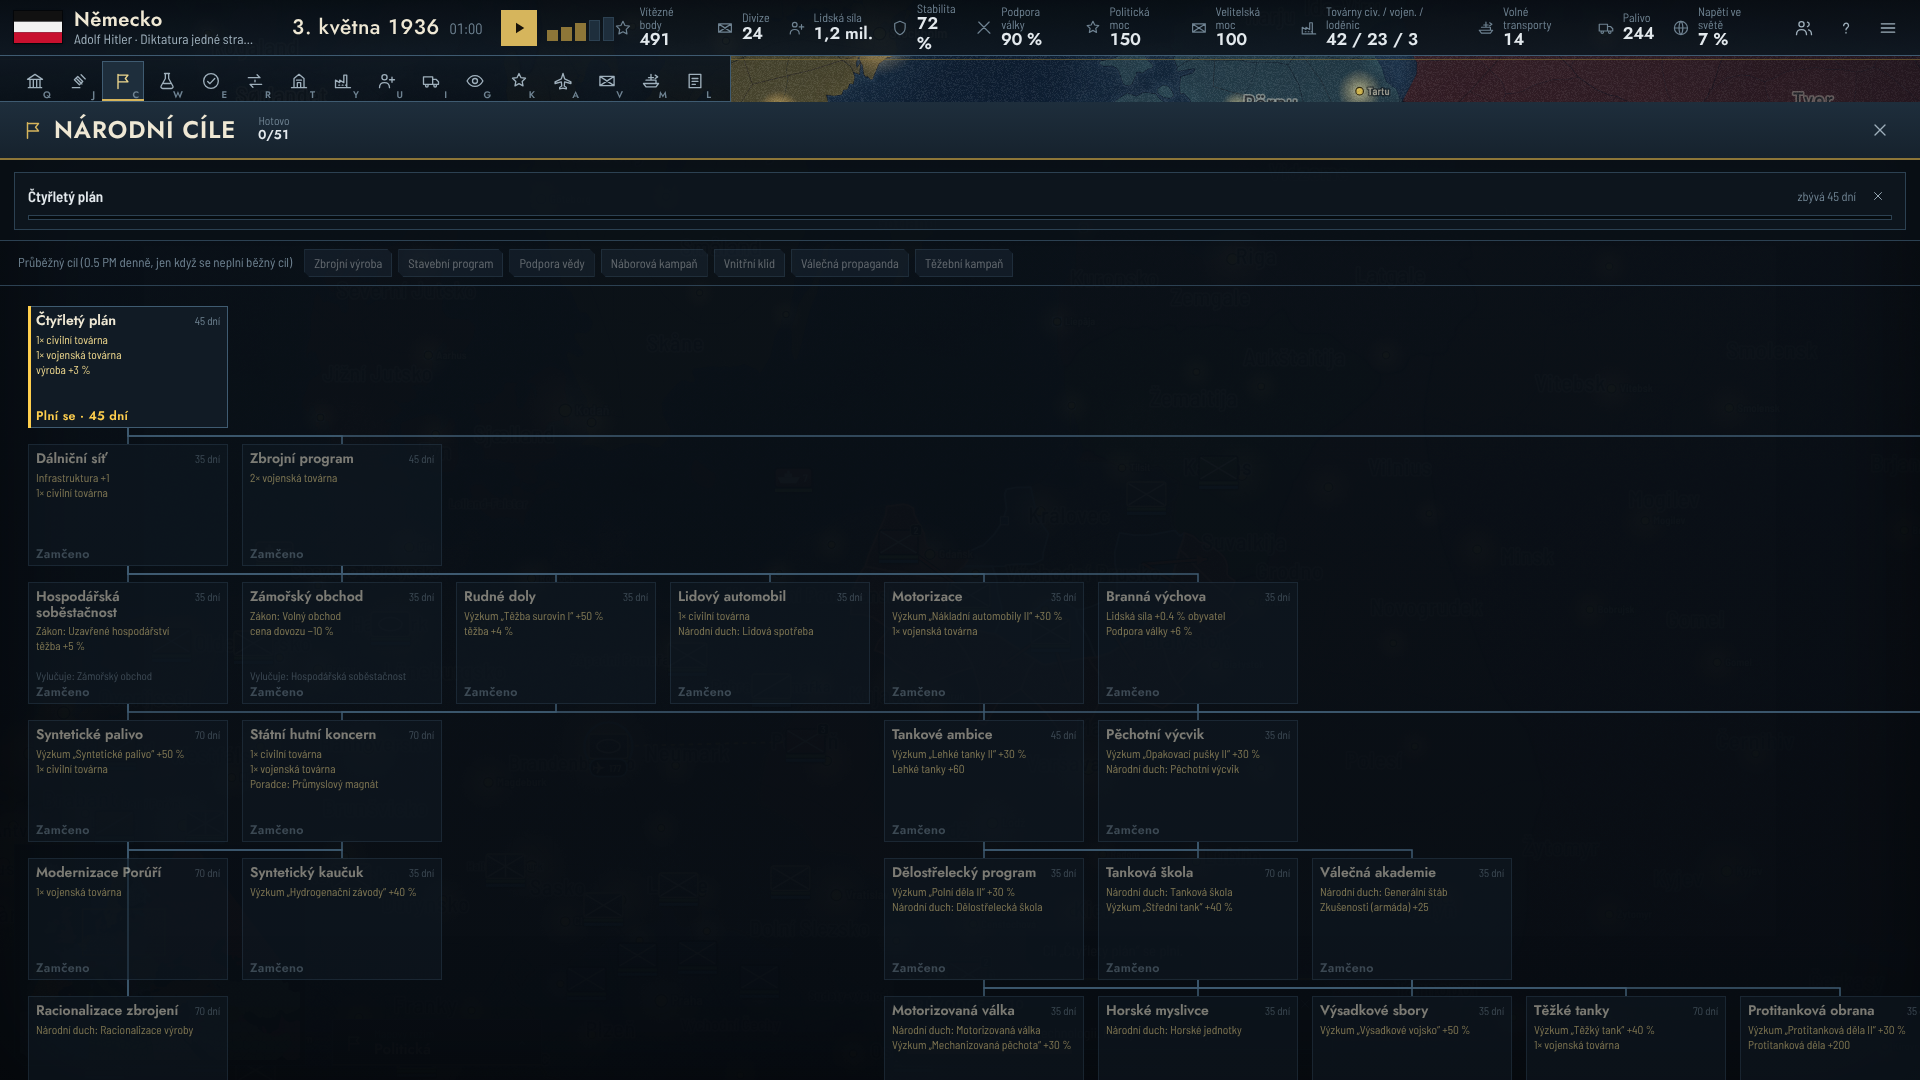 Německo
Adolf Hitler · Diktatura jedné stra…
3. května 1936 01:00
Vítězné body 491
Divize 24
Lidská síla 1,2 mil.
Stabilita 72 %
Podpora války 90 %
Politická moc 150
Velitelská moc 100
Továrny civ. / vojen. / loděnic 42 / 23 / 3
Volné transporty 14
Palivo 244
Napětí ve světě 7 %
?
Q J C W E R T Y U I G K A V M L
Tartu
NÁRODNÍ CÍLE Hotovo 0/51
Čtyřletý plán zbývá 45 dní
Průběžný cíl (0.5 PM denně, jen když se neplní běžný cíl) Zbrojní výroba Stavební program Podpora vědy Náborová kampaň Vnitřní klid Válečná propaganda Těžební kampaň
Čtyřletý plán 45 dní
1× civilní továrna
1× vojenská továrna
výroba +3 %
Plní se · 45 dní
Dálniční síť 35 dní
Infrastruktura +1
1× civilní továrna
Zamčeno
Zbrojní program 45 dní
2× vojenská továrna
Zamčeno
Hospodářská soběstačnost 35 dní
Zákon: Uzavřené hospodářství
těžba +5 %
Vylučuje: Zámořský obchod
Zamčeno
Zámořský obchod 35 dní
Zákon: Volný obchod
cena dovozu −10 %
Vylučuje: Hospodářská soběstačnost
Zamčeno
Rudné doly 35 dní
Výzkum „Těžba surovin I" +50 %
těžba +4 %
Zamčeno
Lidový automobil 35 dní
1× civilní továrna
Národní duch: Lidová spotřeba
Zamčeno
Motorizace 35 dní
Výzkum „Nákladní automobily II" +30 %
1× vojenská továrna
Zamčeno
Branná výchova 35 dní
Lidská síla +0.4 % obyvatel
Podpora války +6 %
Zamčeno
Syntetické palivo 70 dní
Výzkum „Syntetické palivo" +50 %
1× civilní továrna
Zamčeno
Státní hutní koncern 70 dní
1× civilní továrna
1× vojenská továrna
Poradce: Průmyslový magnát
Zamčeno
Tankové ambice 45 dní
Výzkum „Lehké tanky II" +30 %
Lehké tanky +60
Zamčeno
Pěchotní výcvik 35 dní
Výzkum „Opakovací pušky II" +30 %
Národní duch: Pěchotní výcvik
Zamčeno
Modernizace Porúří 70 dní
1× vojenská továrna
Zamčeno
Syntetický kaučuk 35 dní
Výzkum „Hydrogenační závody" +40 %
Zamčeno
Dělostřelecký program 35 dní
Výzkum „Polní děla II" +30 %
Národní duch: Dělostřelecká škola
Zamčeno
Tanková škola 70 dní
Národní duch: Tanková škola
Výzkum „Střední tank" +40 %
Zamčeno
Válečná akademie 35 dní
Národní duch: Generální štáb
Zkušenosti (armáda) +25
Zamčeno
Racionalizace zbrojení 70 dní
Národní duch: Racionalizace výroby
Motorizovaná válka 35 dní
Národní duch: Motorizovaná válka
Výzkum „Mechanizovaná pěchota" +30 %
Horské myslivce 35 dní
Národní duch: Horské jednotky
Výsadkové sbory 35 dní
Výzkum „Výsadkové vojsko" +50 %
Těžké tanky 70 dní
Výzkum „Těžký tank" +40 %
1× vojenská továrna
Protitanková obrana 35
Výzkum „Protitanková děla II" +30 %
Protitanková děla +200